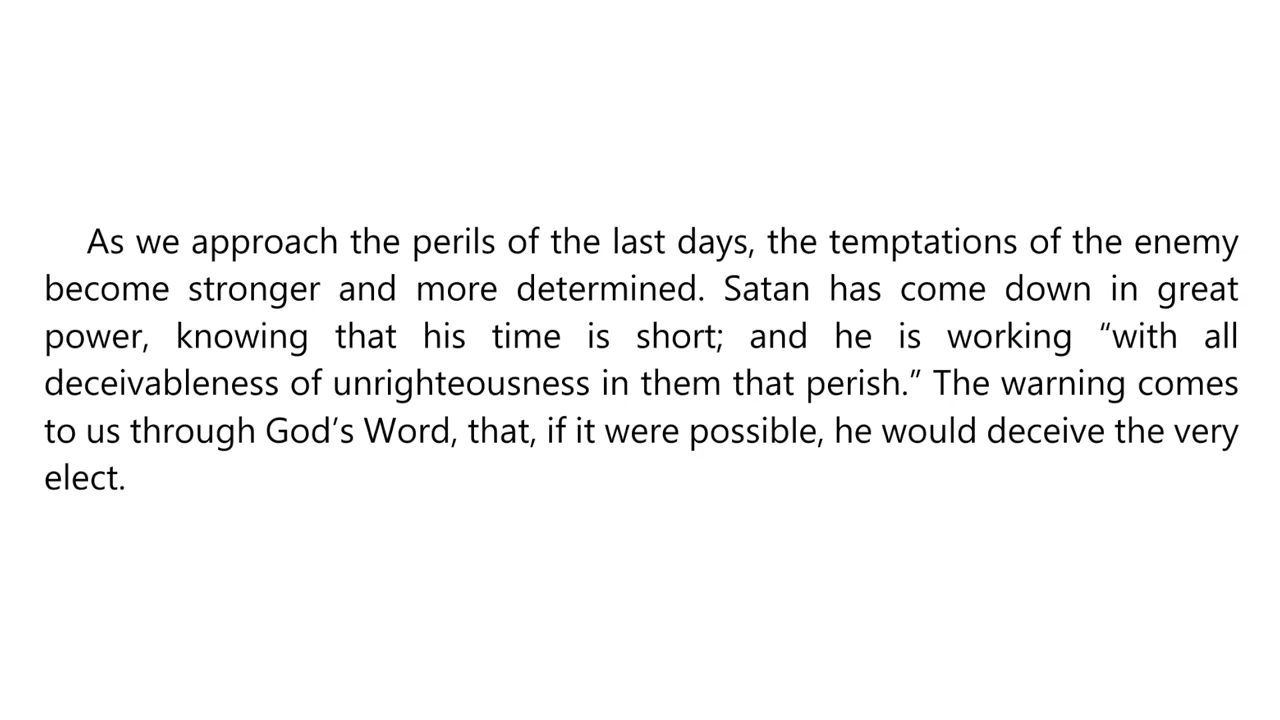 As we approach the perils of the last days, the temptations of the enemy
become stronger and more determined. Satan has come down in great
power, knowing that his time is short; and he is working “with all
deceivableness of unrighteousness in them that perish.” The warning comes
to us through God’s Word, that, if it were possible, he would deceive the very
elect.